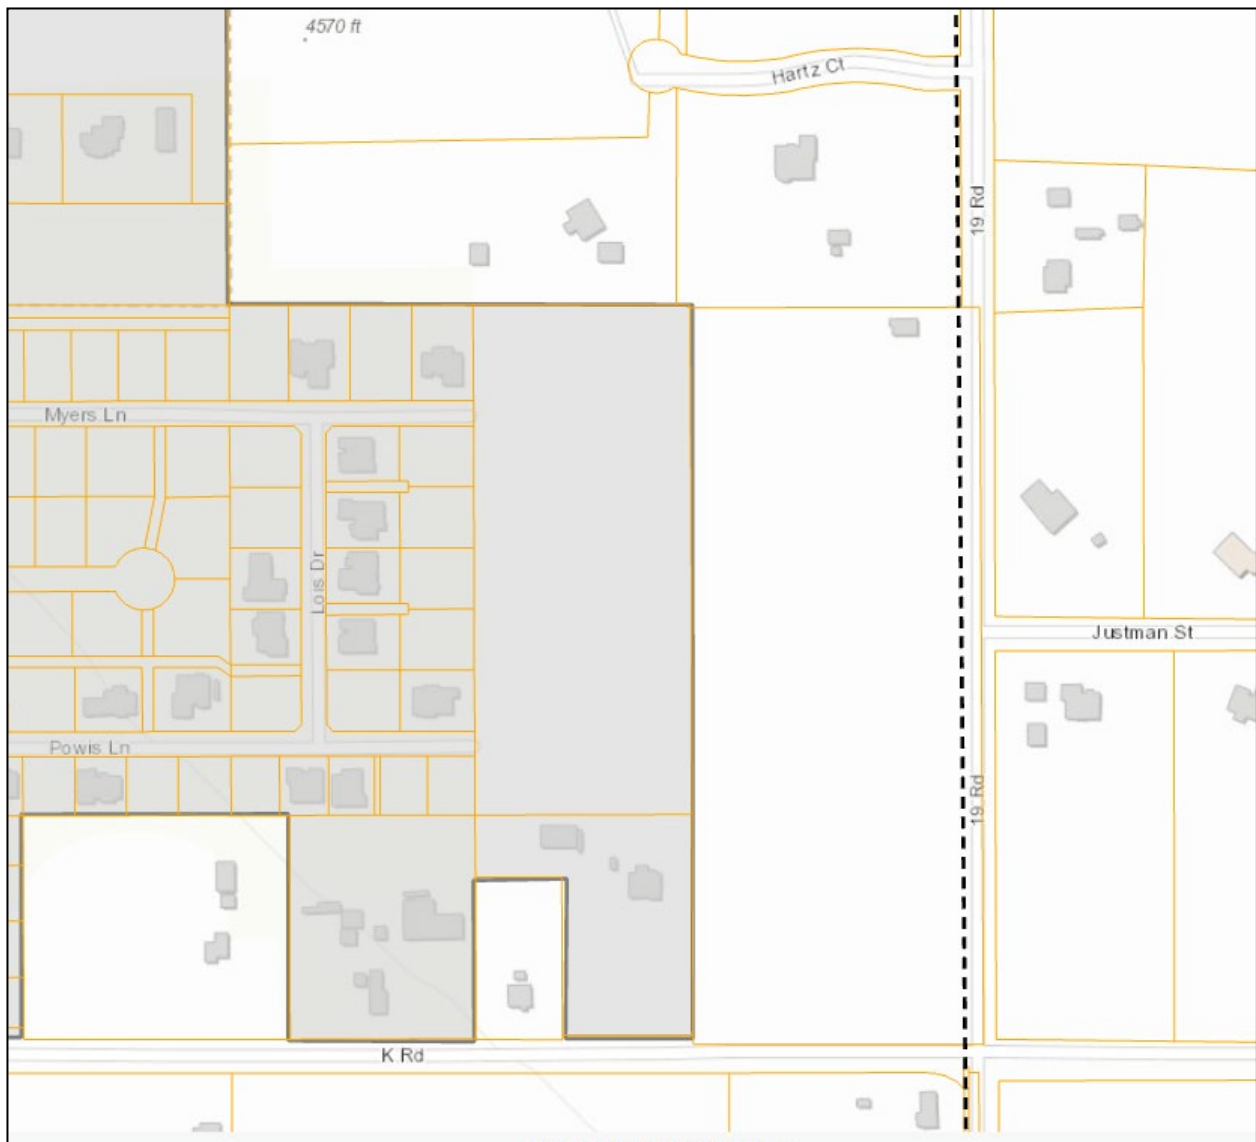 4570 ft
Hartz Ct
19 Rd
Myers Ln
Lois Dr
Justman St
Powis Ln
19 Rd
K Rd